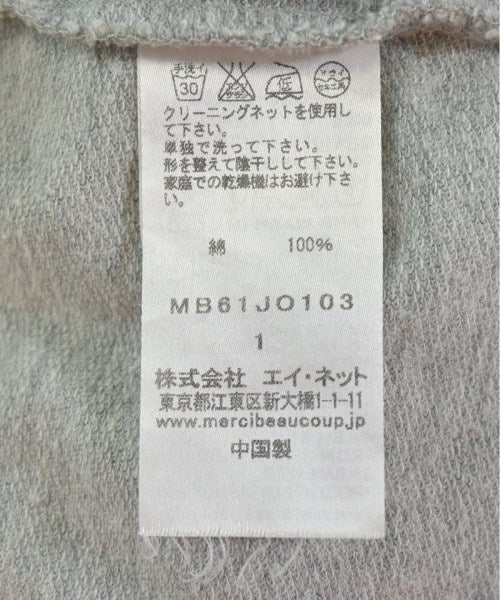 手洗イ
30
低
クリーニングネットを使用し
て下さい。
単独で洗って下さい。
形を整えて陰干しして下さい。
家庭での乾燥機はお避け下さ
い。
綿 100%
MB61JO103
1
株式会社 エイ・ネット
東京都江東区新大橋1-1-11
www.mercibeaucoup.jp
中国製